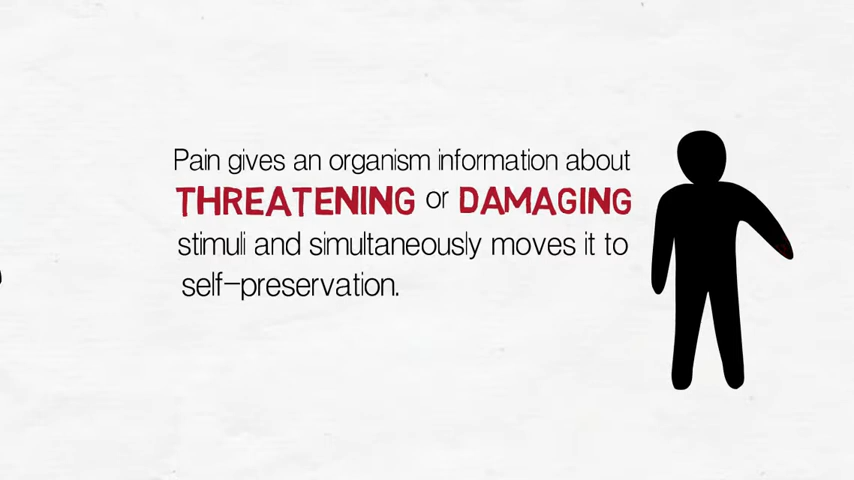 Pain gives an organism information about
THREATENING or DAMAGING
stimuli and simultaneously moves it to
self-preservation.